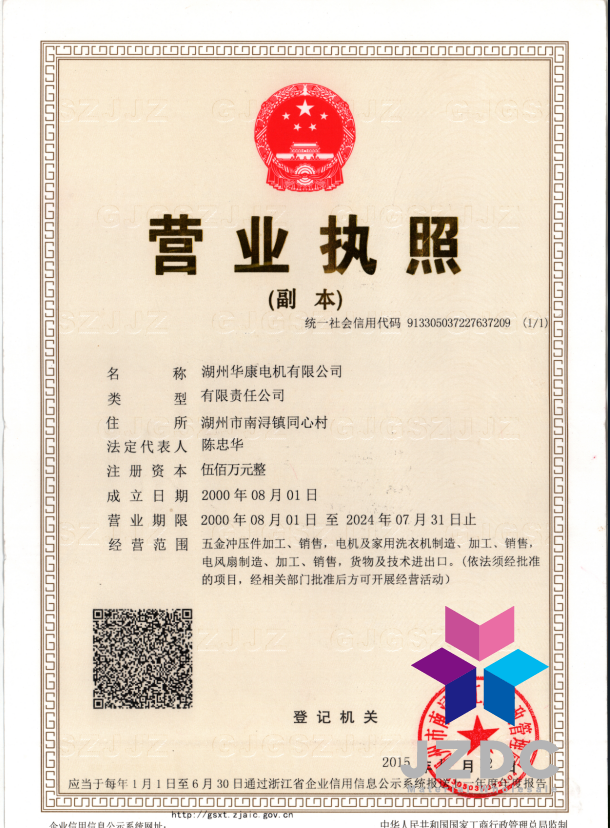 营业执照
(副 本)
统一社会信用代码 913305037227637209 (1/1)
名 称 湖州华康电机有限公司
类 型 有限责任公司
住 所 湖州市南浔镇同心村
法定代表人 陈忠华
注册资本 伍佰万元整
成立日期 2000年08月01日
营业期限 2000年08月01日 至 2024年07月31日止
经营范围 五金冲压件加工、销售,电机及家用洗衣机制造、加工、销售,
电风扇制造、加工、销售,货物及技术进出口。(依法须经批准
的项目,经相关部门批准后方可开展经营活动)
登记机关
2015 年 月 日
JZDC
应当于每年1月1日至6月30日通过浙江省企业信用信息公示系统报送 一年度年度报告
http://gsxt.zjaic.gov.cn
企业信用信息公示系统网址:
中华人民共和国国家工商行政管理总局监制